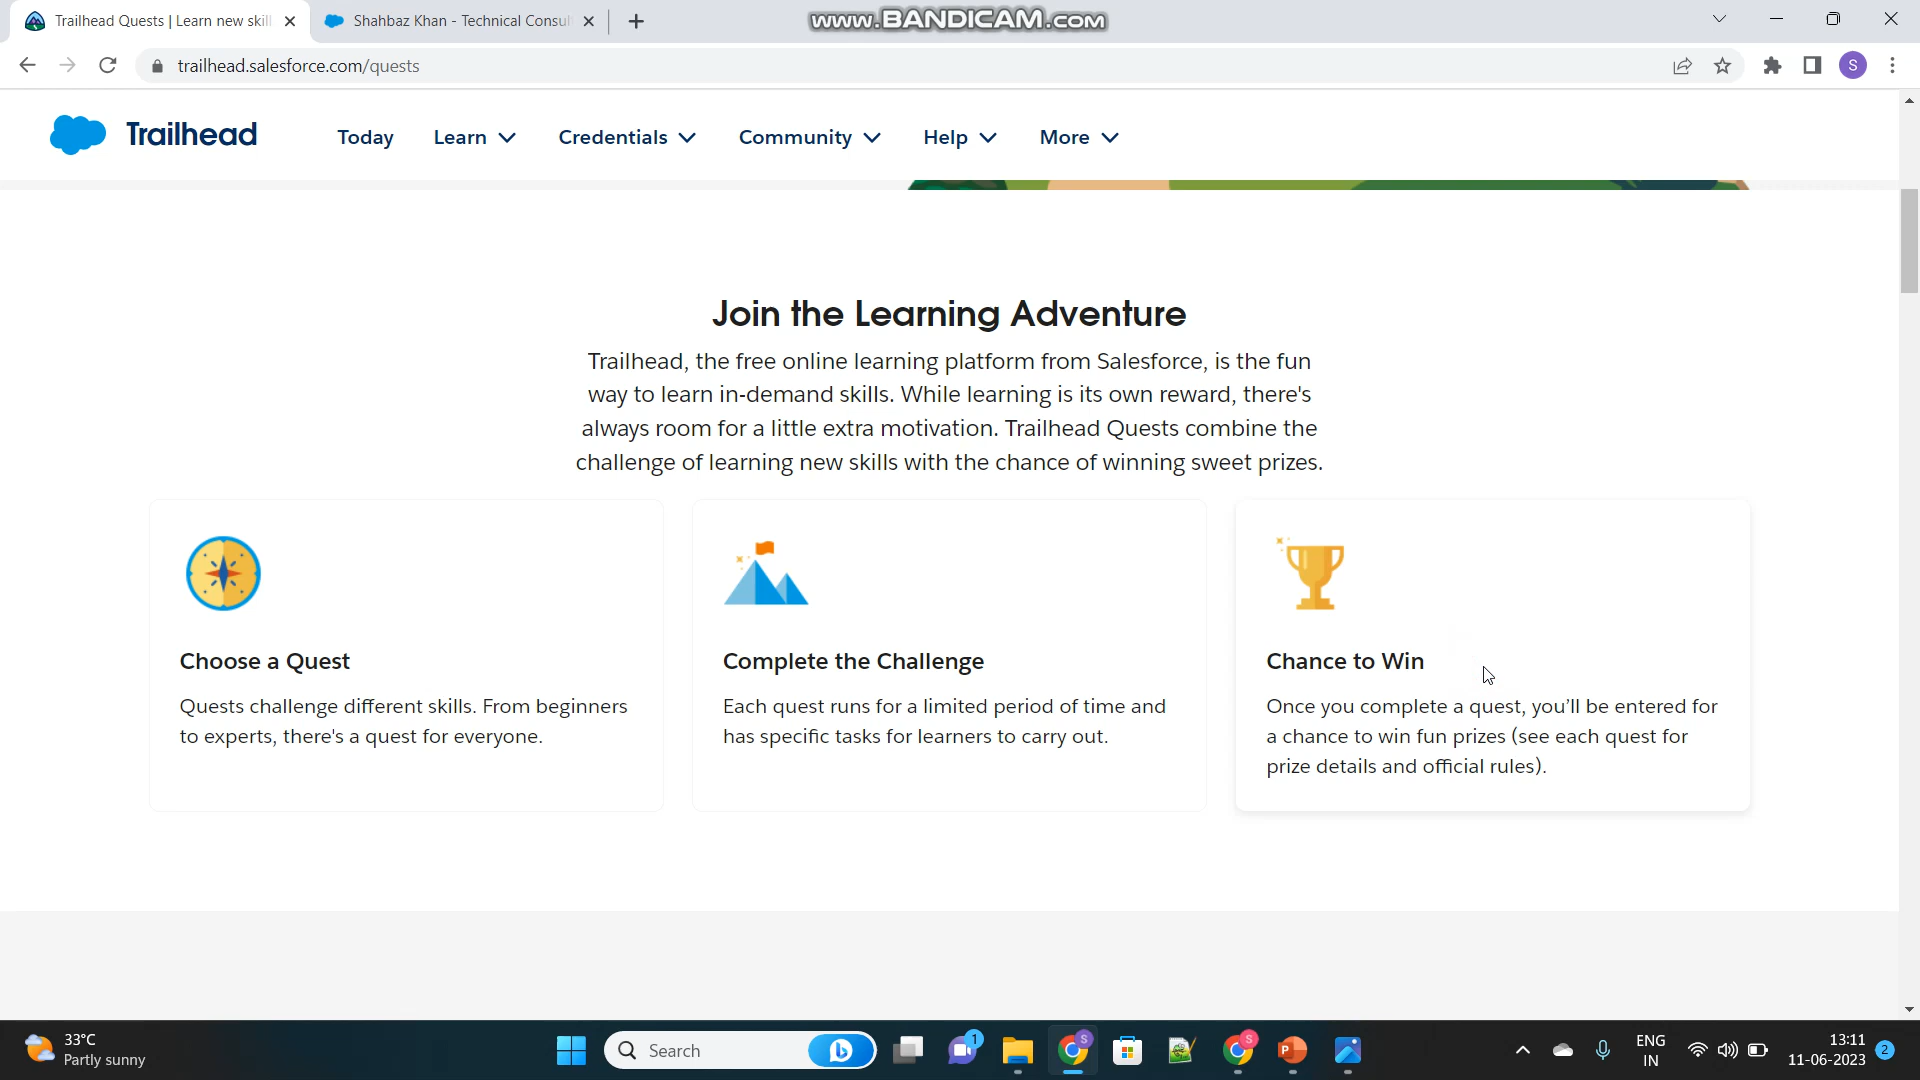 Trailhead Quests | Learn new skil
Shahbaz Khan - Technical Consul
www.BANDICAM.com
trailhead.salesforce.com/quests
S
Trailhead
Today
Learn
Credentials
Community
Help
More
Join the Learning Adventure
Trailhead, the free online learning platform from Salesforce, is the fun
way to learn in-demand skills. While learning is its own reward, there's
always room for a little extra motivation. Trailhead Quests combine the
challenge of learning new skills with the chance of winning sweet prizes.
Choose a Quest
Quests challenge different skills. From beginners
to experts, there's a quest for everyone.
Complete the Challenge
Each quest runs for a limited period of time and
has specific tasks for learners to carry out.
Chance to Win
Once you complete a quest, you’ll be entered for
a chance to win fun prizes (see each quest for
prize details and official rules).
33°C
Partly sunny
Search
1
S
S
P
ENG
IN
13:11
11-06-2023
2